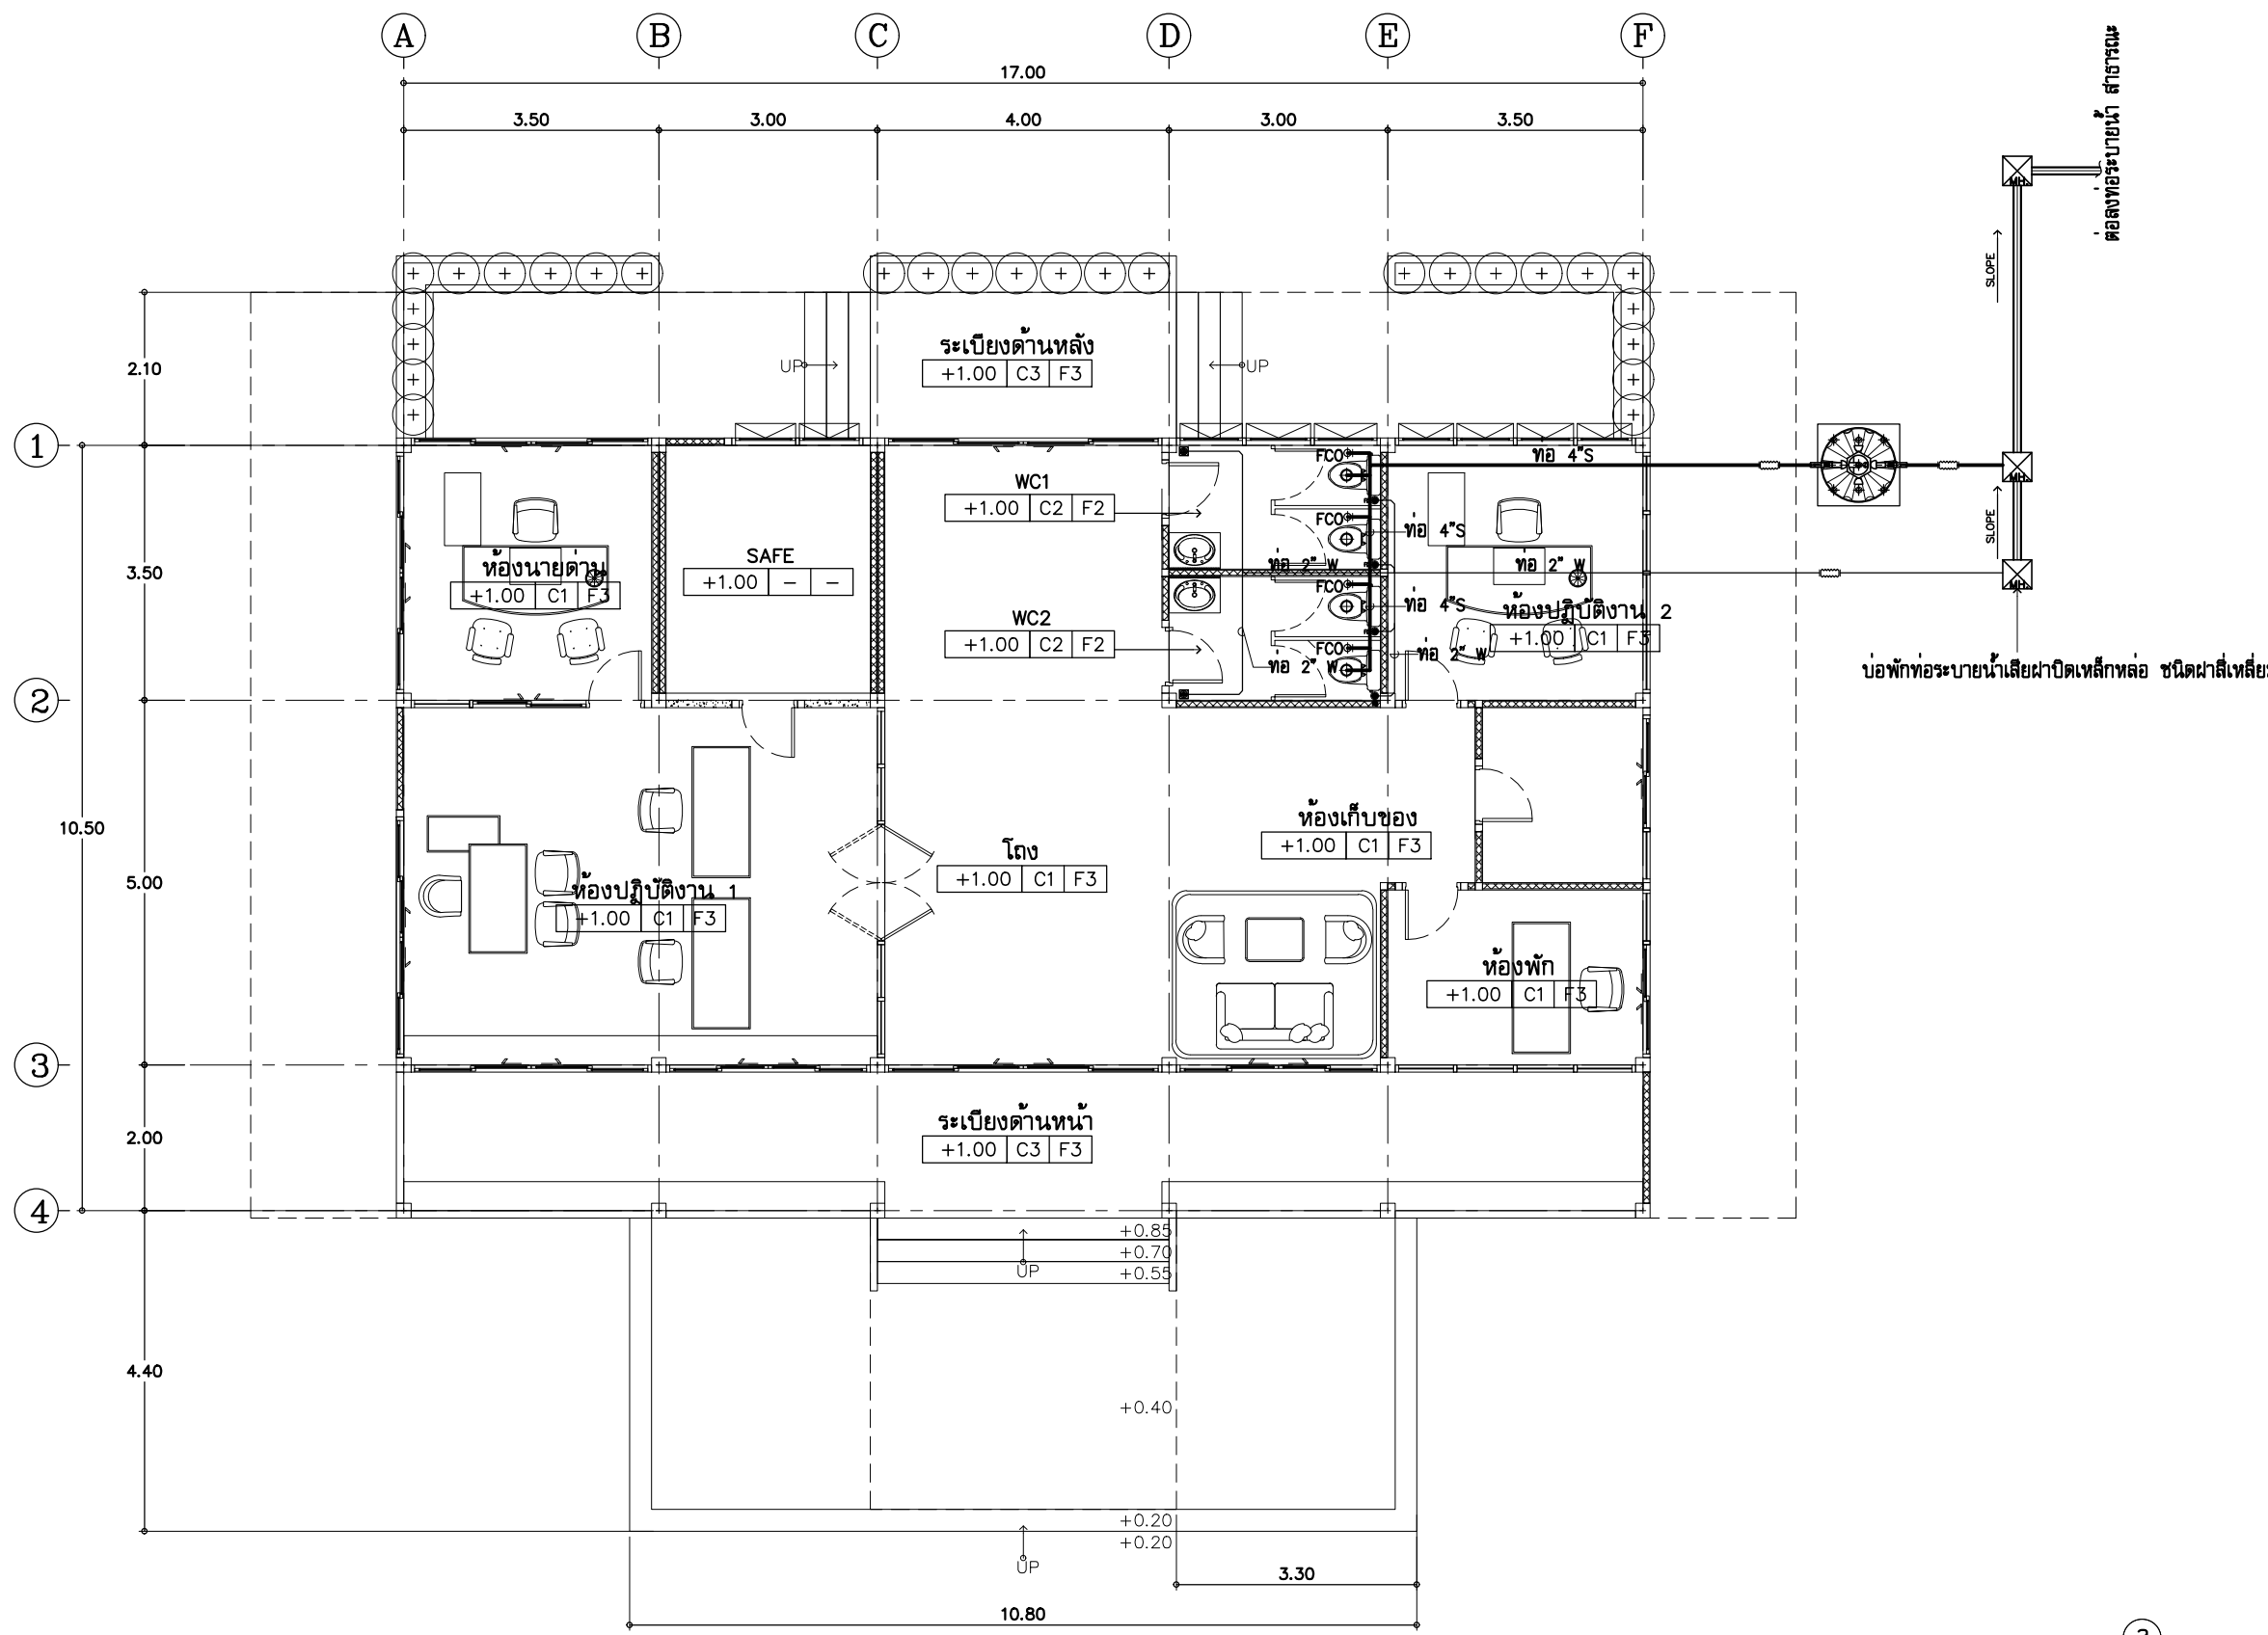 A B C D E F
17.00
3.50 3.00 4.00 3.00 3.50
ต่อลงท่อระบายน้ำ สาธารณะ
MH
SLOPE
ระเบียงด้านหลัง
+1.00 C3 F3
UP
UP
2.10
1
ท่อ 4"S
FCO
MH
WC1
+1.00 C2 F2
FCO
ท่อ 4"S
SLOPE
SAFE
+1.00 - -
ห้องนายด่าน
+1.00 C1 F3
3.50
ท่อ 2" W
ท่อ 2" W
MH
FCO
ท่อ 4"S
ห้องปฏิบัติงาน 2
+1.00 C1 F3
WC2
+1.00 C2 F2
FCO
ท่อ 2" W
ท่อ 2" W
บ่อพักท่อระบายน้ำเสียฝาปิดเหล็กหล่อ ชนิดฝาสี่เหลี่ยม
2
10.50
5.00
ห้องเก็บของ
+1.00 C1 F3
โถง
+1.00 C1 F3
ห้องปฏิบัติงาน 1
+1.00 C1 F3
ห้องพัก
+1.00 C1 F3
3
2.00
ระเบียงด้านหน้า
+1.00 C3 F3
4
+0.85
+0.70
UP
+0.55
4.40
+0.40
+0.20
+0.20
UP
3.30
10.80